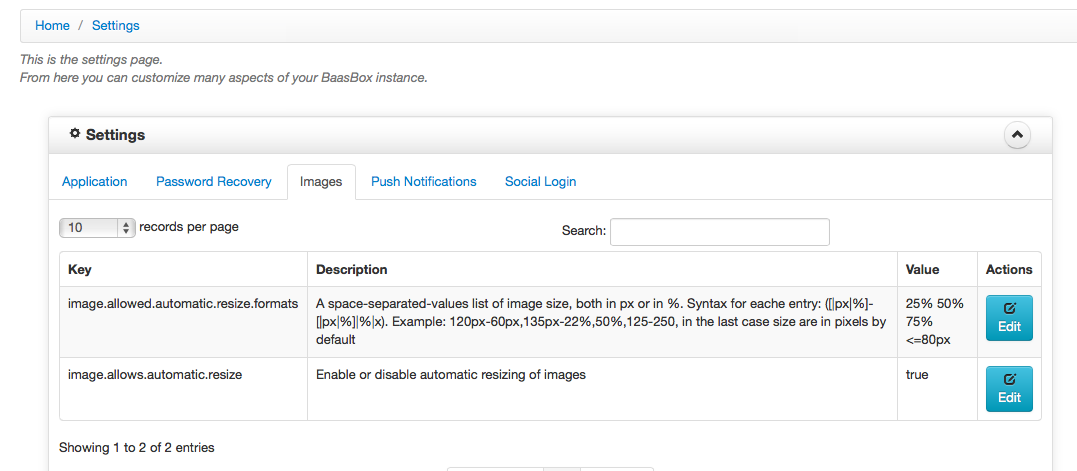 Home / Settings
This is the settings page.
From here you can customize many aspects of your BaasBox instance.
Settings
Application Password Recovery Images Push Notifications Social Login
10 records per page Search:
Key Description Value Actions
image.allowed.automatic.resize.formats A space-separated-values list of image size, both in px or in %. Syntax for eache entry: ([|px|%]- 25% 50%
[|px|%]|%|x). Example: 120px-60px,135px-22%,50%,125-250, in the last case size are in pixels by 75% Edit
default <=80px
image.allows.automatic.resize Enable or disable automatic resizing of images true
Edit
Showing 1 to 2 of 2 entries